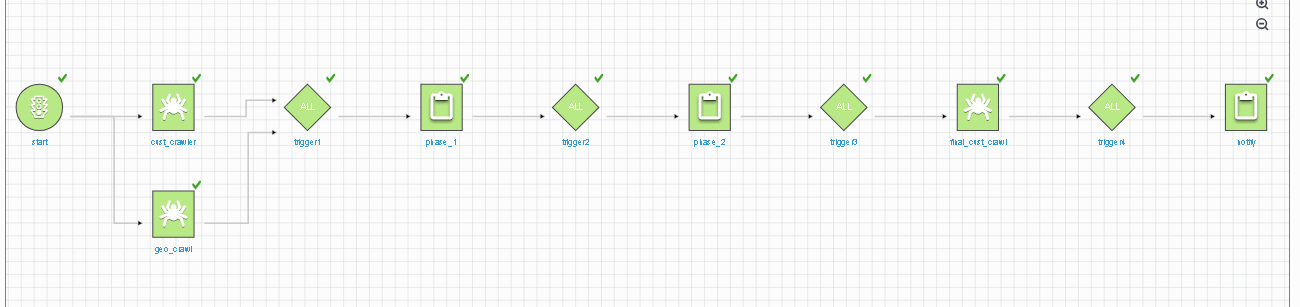 ALL
ALL
ALL
ALL
start
cust_crawler
trigger1
phase_1
trigger2
phase_2
trigger3
final_cust_crawl
trigger4
notify
geo_crawl